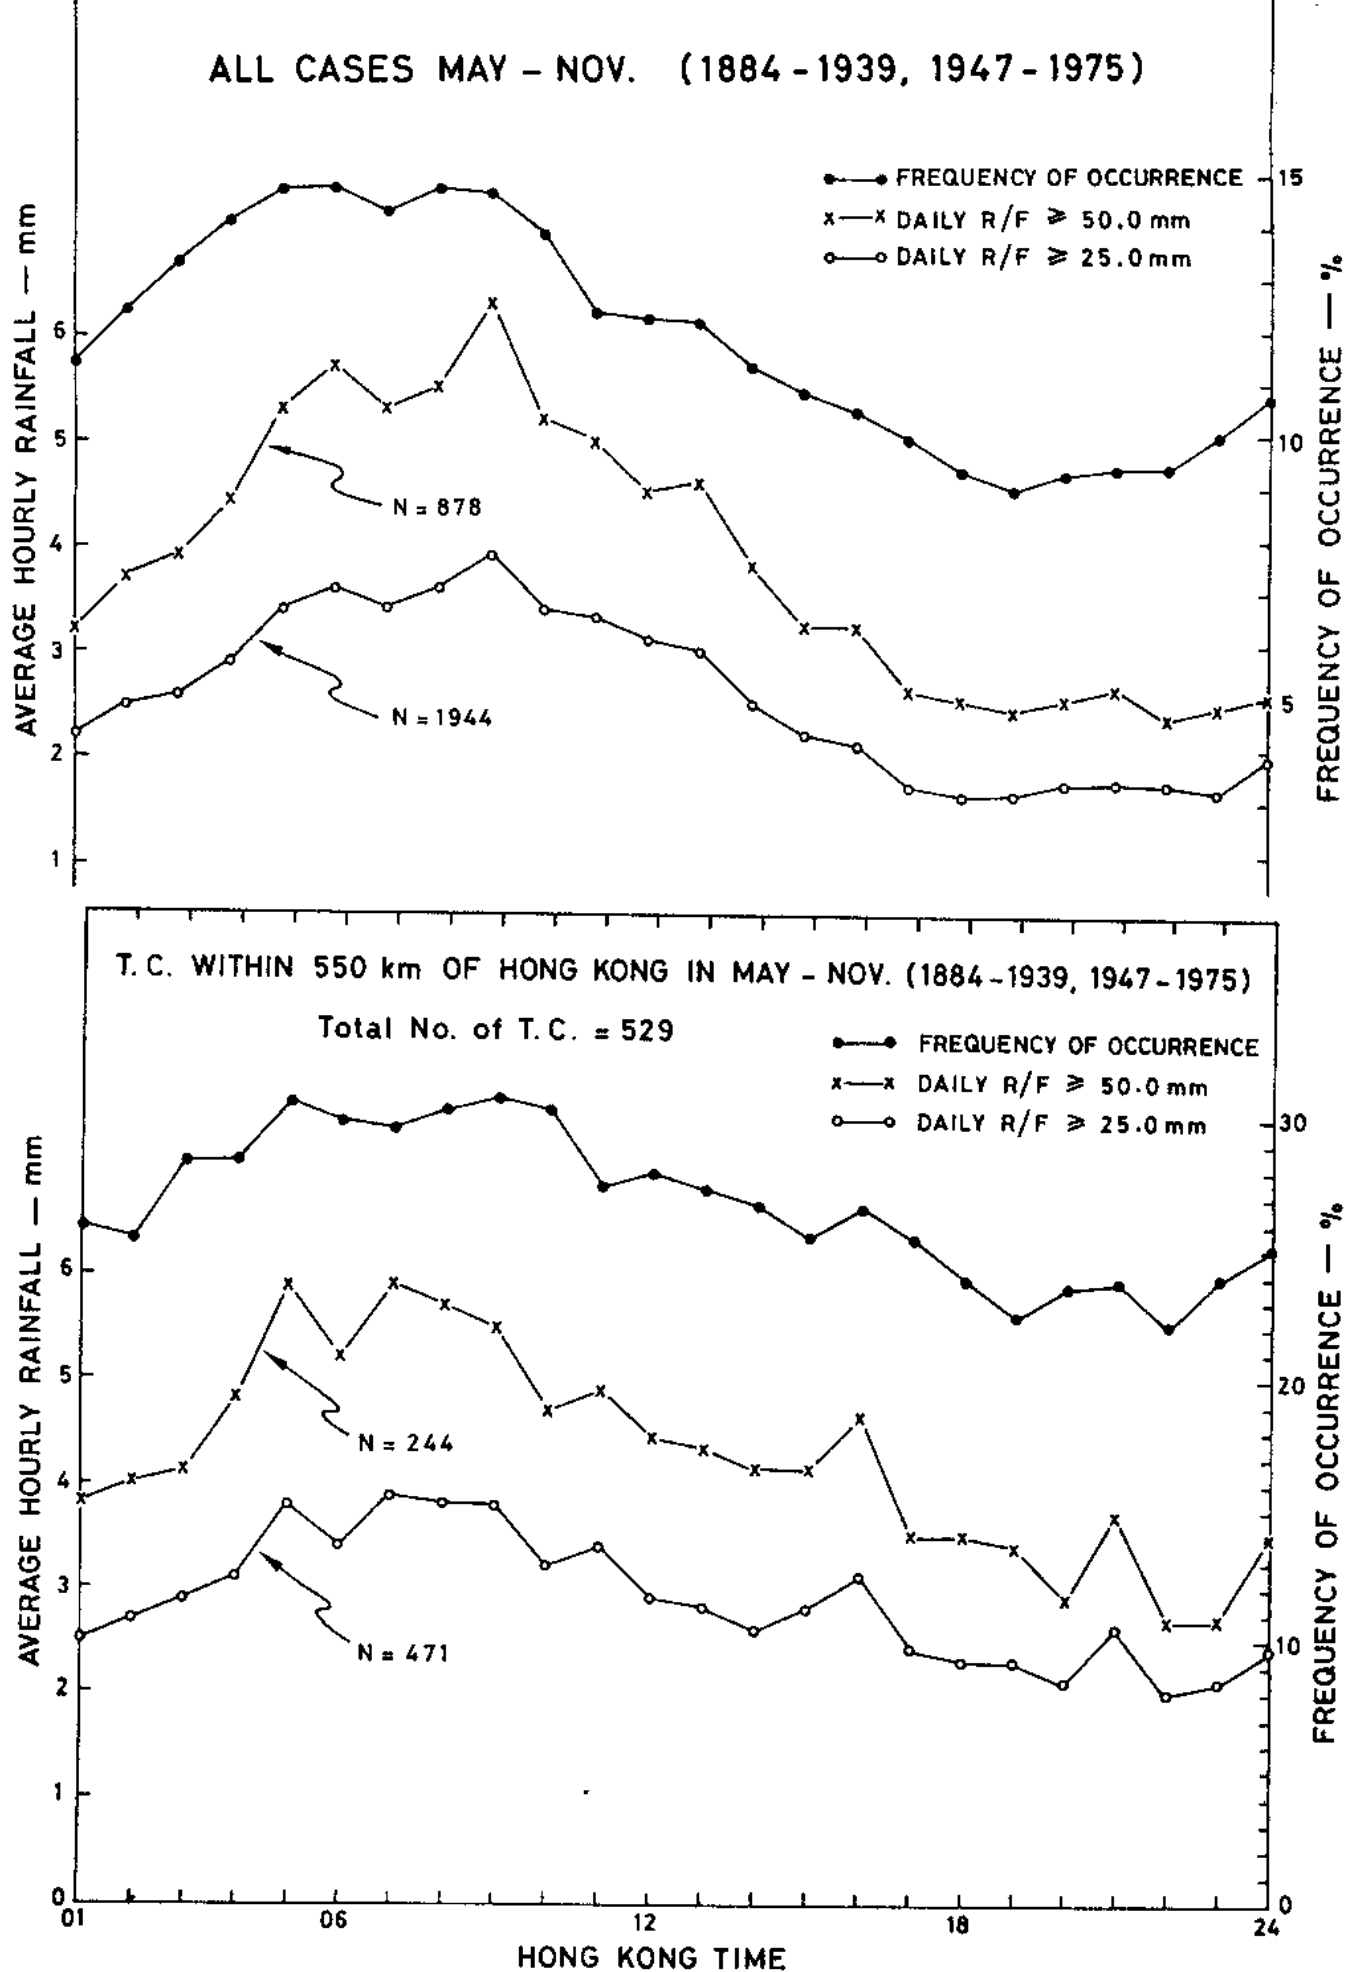 ALL CASES MAY – NOV. (1884 - 1939, 1947 - 1975)
FREQUENCY OF OCCURRENCE
DAILY R/F ⩾ 50.0 mm
DAILY R/F ⩾ 25.0 mm
AVERAGE HOURLY RAINFALL — mm
6
5
4
3
2
1
N = 878
N = 1944
15
10
5
FREQUENCY OF OCCURRENCE — %
T. C. WITHIN 550 km OF HONG KONG IN MAY – NOV. (1884 – 1939, 1947 – 1975)
Total No. of T. C. = 529
FREQUENCY OF OCCURRENCE
DAILY R/F ⩾ 50.0 mm
DAILY R/F ⩾ 25.0 mm
AVERAGE HOURLY RAINFALL — mm
6
5
4
3
2
1
0
N = 244
N = 471
30
20
10
0
FREQUENCY OF OCCURRENCE — %
01 06 12 18 24
HONG KONG TIME